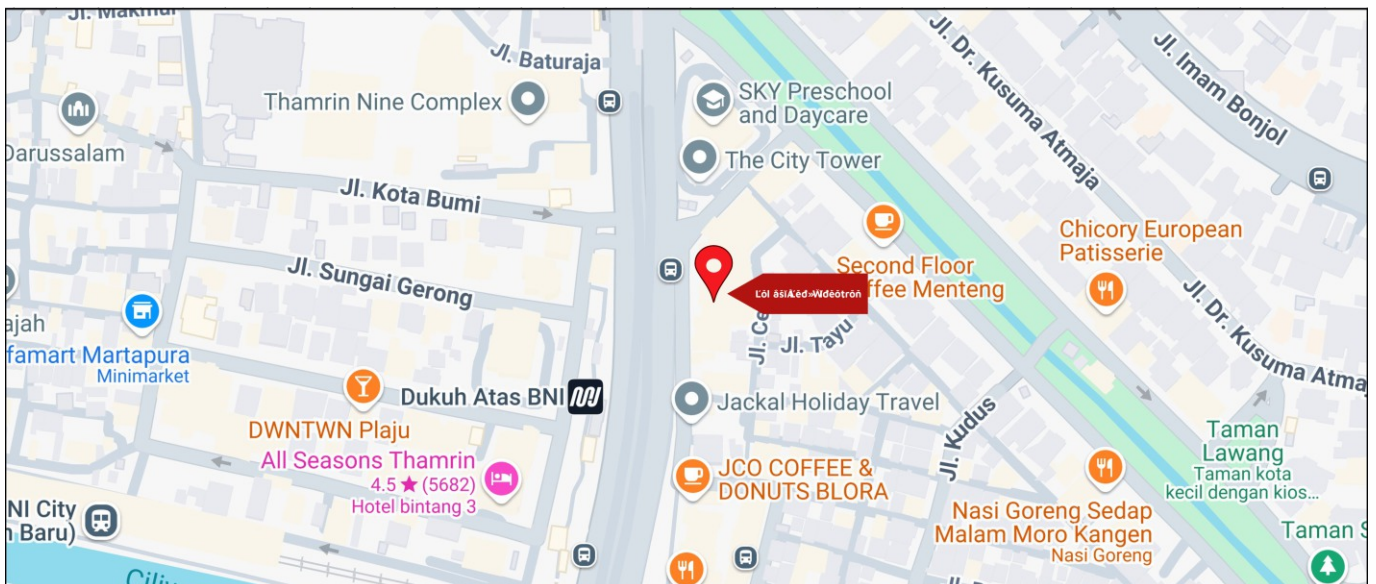 Jl. Makmur
Jl. Baturaja
Jl. Dr. Kusuma Atmaja
Jl. Imam Bonjol
Thamrin Nine Complex
SKY Preschool
and Daycare
Darussalam
The City Tower
Jl. Kota Bumi
Chicory European
Patisserie
Second Floor
ffee Menteng
Jl. Sungai Gerong
Jl. Ce
Jl. Tayu
Jl. Dr. Kusuma Atma
ajah
famart Martapura
Minimarket
Dukuh Atas BNI
Jackal Holiday Travel
Jl. Kudus
DWNTWN Plaju
All Seasons Thamrin
4.5 ★ (5682)
Hotel bintang 3
JCO COFFEE &
DONUTS BLORA
Taman
Lawang
Taman kota
kecil dengan kios...
NI City
n Baru)
Nasi Goreng Sedap
Malam Moro Kangen
Nasi Goreng
Taman S
Ciliw